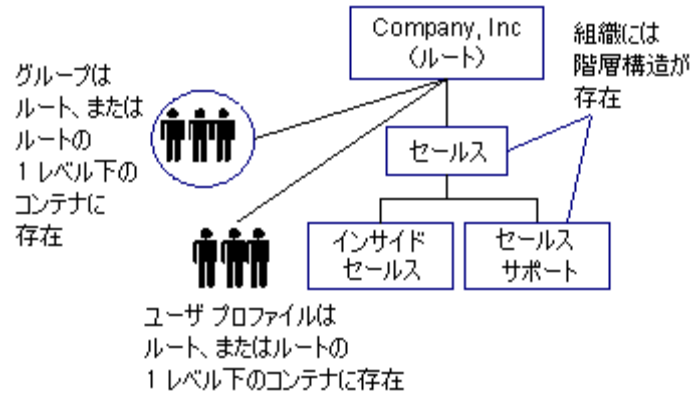 Company, Inc
（ルート）
組織には
階層構造が
存在
グループは
ルート、または
ルートの
1 レベル下の
コンテナに
存在
セールス
インサイド
セールス
セールス
サポート
ユーザ プロファイルは
ルート、またはルートの
1 レベル下のコンテナに存在